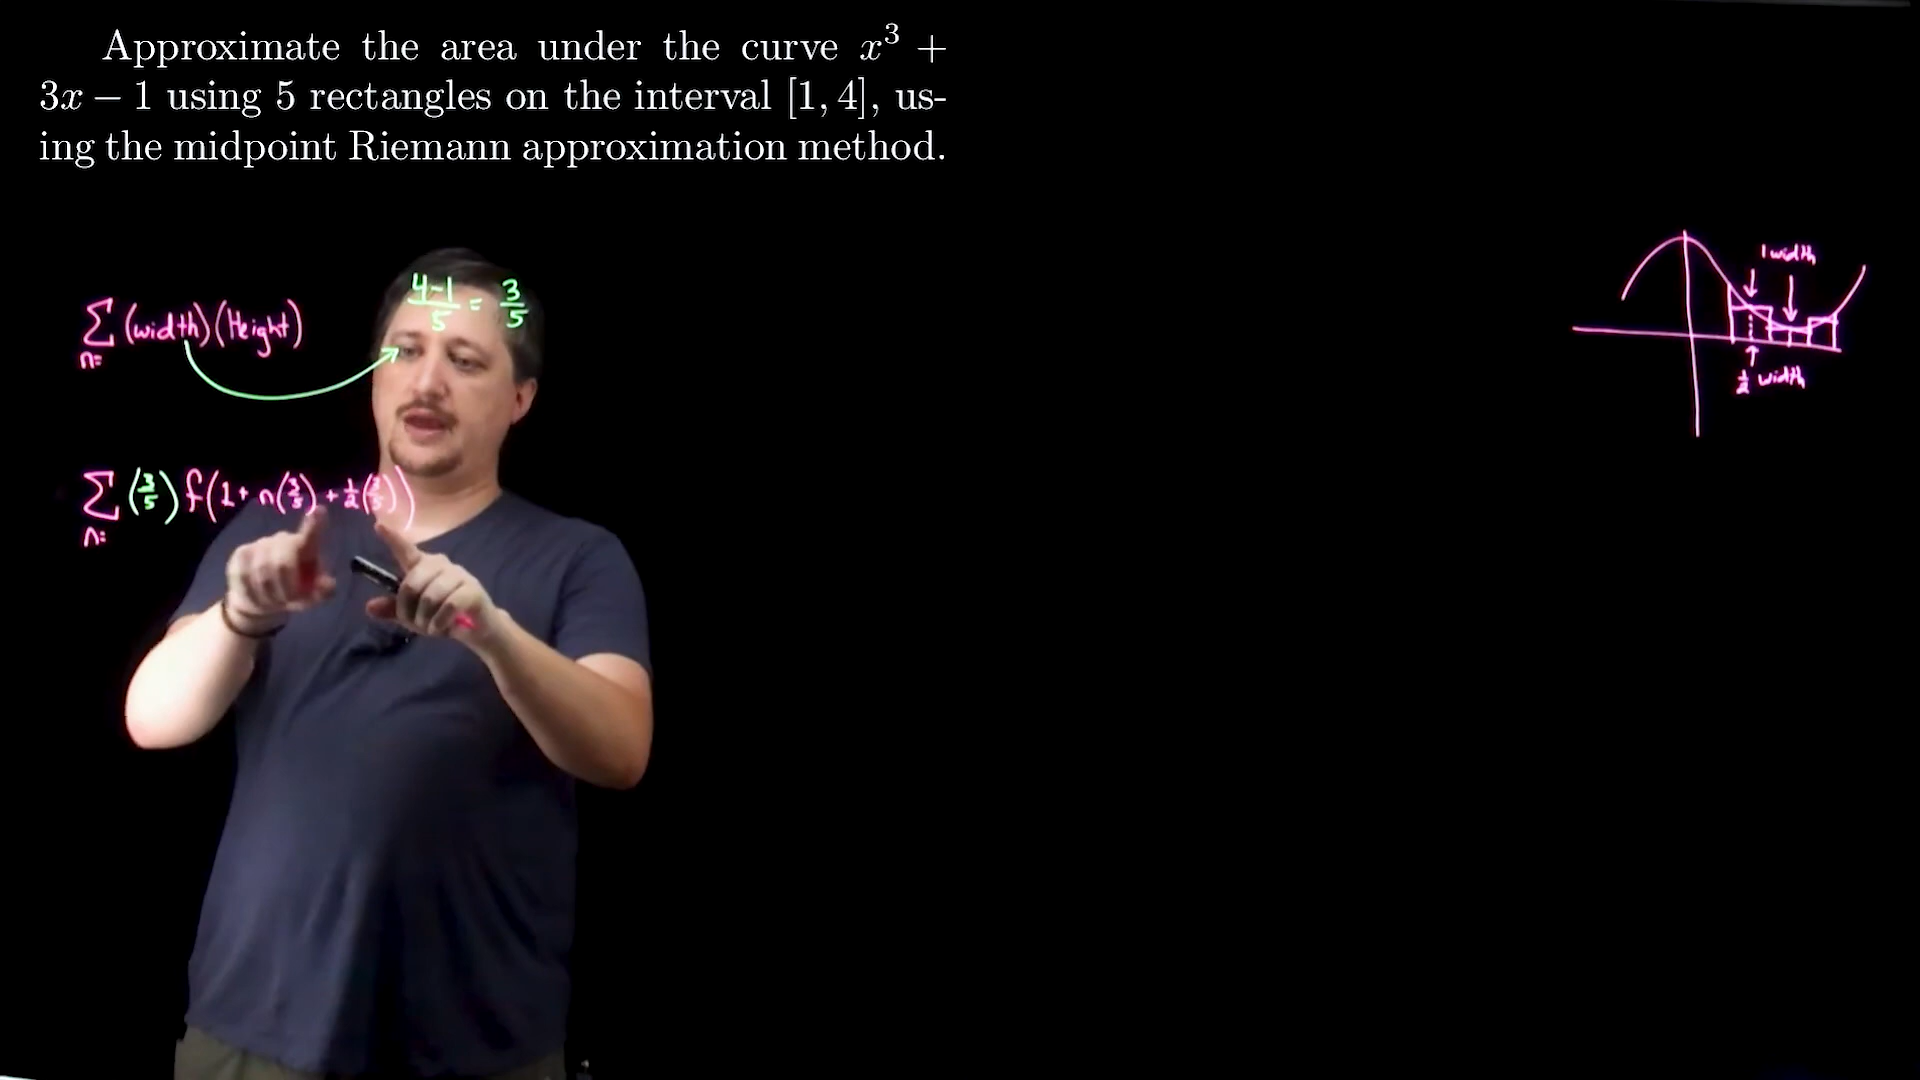 Approximate the area under the curve x³ +
3x − 1 using 5 rectangles on the interval [1, 4], us-
ing the midpoint Riemann approximation method.
4-1/5 = 3/5
∑ (width)(Height)
n=
∑ (3/5) f(1+ n(3/5) + 1/2(3/5))
n=
1 width
1/2 width